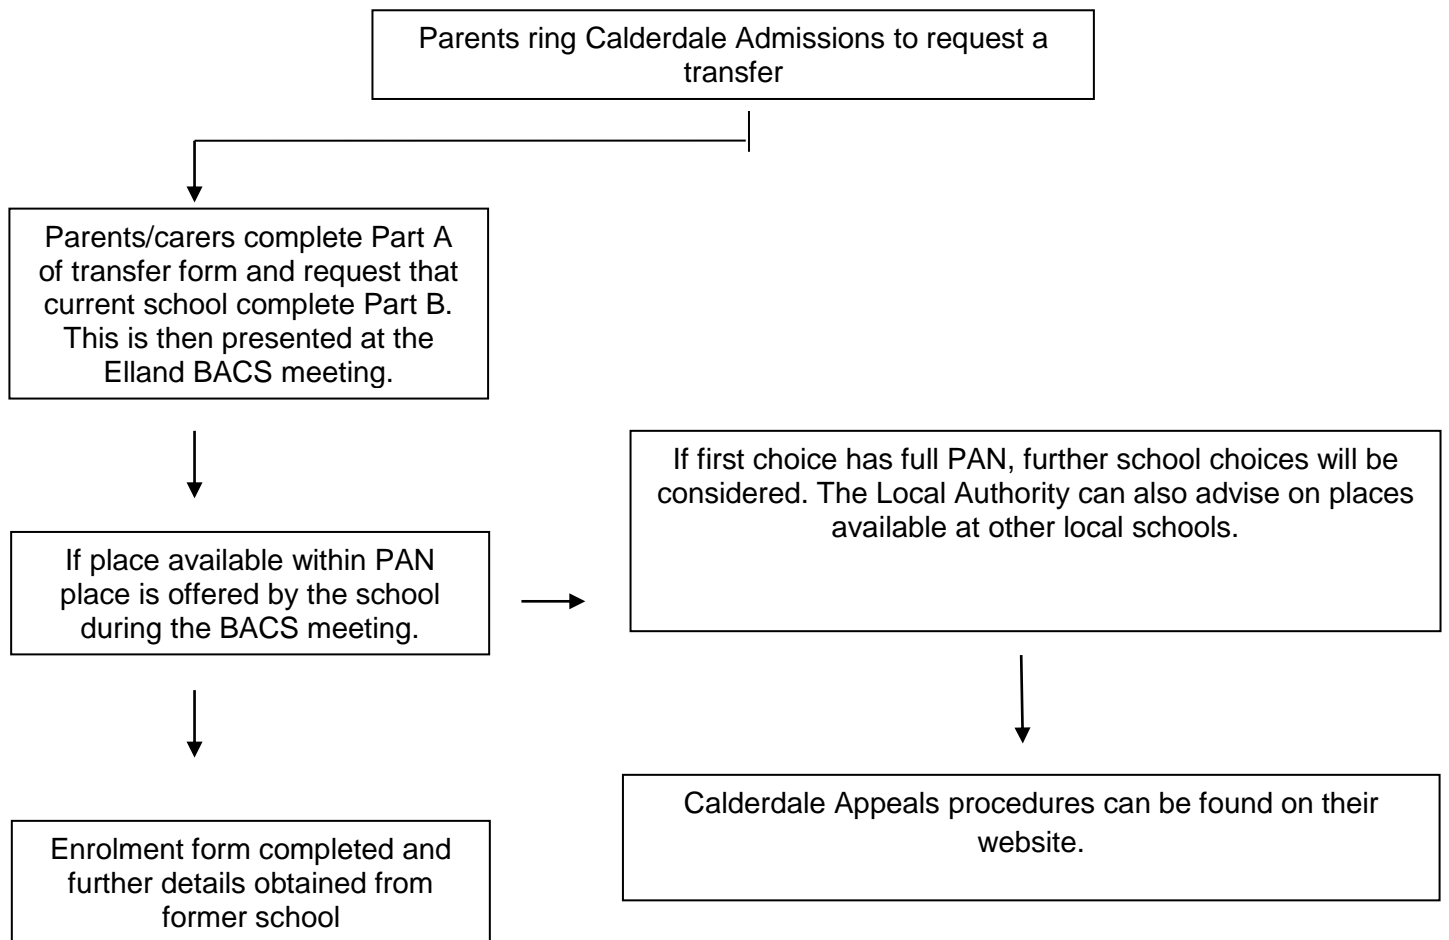 Parents ring Calderdale Admissions to request a
transfer
Parents/carers complete Part A
of transfer form and request that
current school complete Part B.
This is then presented at the
Elland BACS meeting.
If first choice has full PAN, further school choices will be
considered. The Local Authority can also advise on places
available at other local schools.
If place available within PAN
place is offered by the school
during the BACS meeting.
Calderdale Appeals procedures can be found on their
website.
Enrolment form completed and
further details obtained from
former school